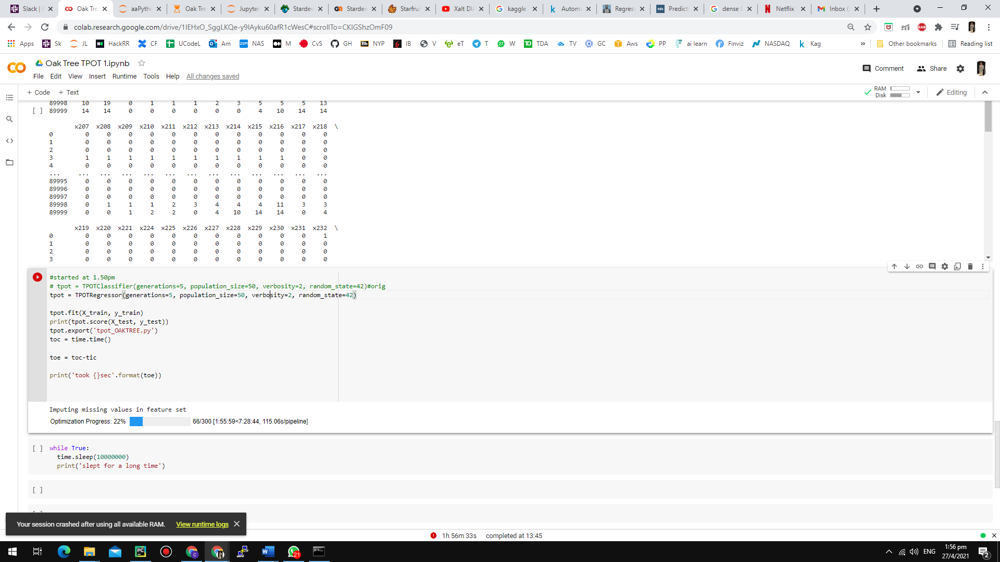 Slack | E
Oak Tre
aaPytho
Oak Tre
Jupyter
Stardew
Stardew
Starfrui
Xalt DIA
kaggle
Autom
Regress
Predict
dense l
Netflix
Inbox (
colab.research.google.com/drive/1IEHxO_SggLKQe-y9IAyku60afR1cWesC#scrollTo=CKIGShzOmF09
Apps Sk JL HackRR CF UCodeL Am NAS M CvS GH NYP IB V eT T W TDA TV GC Aws PP ai learn Finviz NASDAQ Kag » Other bookmarks Reading list
Oak Tree TPOT 1.ipynb
Comment Share
File Edit View Insert Runtime Tools Help All changes saved
+ Code + Text
RAM
Disk
Editing
89998 10 19 0 1 1 1 2 3 5 5 5 13
[ ] 89999 14 14 0 0 0 0 0 0 4 10 14 14
x207 x208 x209 x210 x211 x212 x213 x214 x215 x216 x217 x218 \
0 0 0 0 0 0 0 0 0 0 0 0 0
1 0 0 0 0 0 0 0 0 0 0 0 0
2 0 0 0 0 0 0 0 0 0 0 0 0
3 1 1 1 1 1 1 1 1 1 1 0 0
4 0 0 0 0 0 0 0 0 0 0 0 0
... ... ... ... ... ... ... ... ... ... ... ... ...
89995 0 0 0 0 0 0 0 0 0 0 0 0
89996 0 0 0 0 0 0 0 0 0 0 0 0
89997 0 0 0 0 0 0 0 0 0 0 0 0
89998 0 1 1 1 2 3 4 4 4 11 3 3
89999 0 0 1 2 2 0 4 10 14 14 0 4
x219 x220 x221 x224 x225 x226 x227 x228 x229 x230 x231 x232 \
0 0 0 0 0 0 0 0 0 0 0 0 1
1 0 0 0 0 0 0 0 0 0 0 0 0
2 0 0 0 0 0 0 0 0 0 0 0 0
3 0 0 0 0 0 0 0 0 0 0 0 0
#started at 1.50pm
# tpot = TPOTClassifier(generations=5, population_size=50, verbosity=2, random_state=42)#orig
tpot = TPOTRegressor(generations=5, population_size=50, verbosity=2, random_state=42)
tpot.fit(X_train, y_train)
print(tpot.score(X_test, y_test))
tpot.export('tpot_OAKTREE.py')
toc = time.time()
toe = toc-tic
print('took {}sec'.format(toe))
Imputing missing values in feature set
Optimization Progress: 22% 66/300 [1:55:59<7:28:44, 115.06s/pipeline]
[ ] while True:
time.sleep(10000000)
print('slept for a long time')
[ ]
Your session crashed after using all available RAM. View runtime logs
1h 56m 33s completed at 13:45
ENG
1:56 pm
27/4/2021
2
21